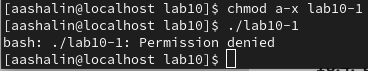 [aashalin@localhost lab10]$ chmod a-x lab10-1
[aashalin@localhost lab10]$ ./lab10-1
bash: ./lab10-1: Permission denied
[aashalin@localhost lab10]$